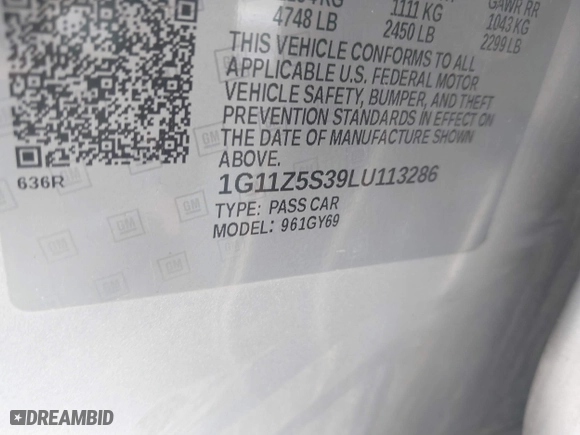 4748 LB
1111 KG
2450 LB
GAWR RR
1043 KG
2299 LB
THIS VEHICLE CONFORMS TO ALL
APPLICABLE U.S. FEDERAL MOTOR
VEHICLE SAFETY, BUMPER, AND THEFT
PREVENTION STANDARDS IN EFFECT ON
THE DATE OF MANUFACTURE SHOWN
ABOVE.
636R
1G11Z5S39LU113286
TYPE: PASS CAR
MODEL: 961GY69
GM
DREAMBID